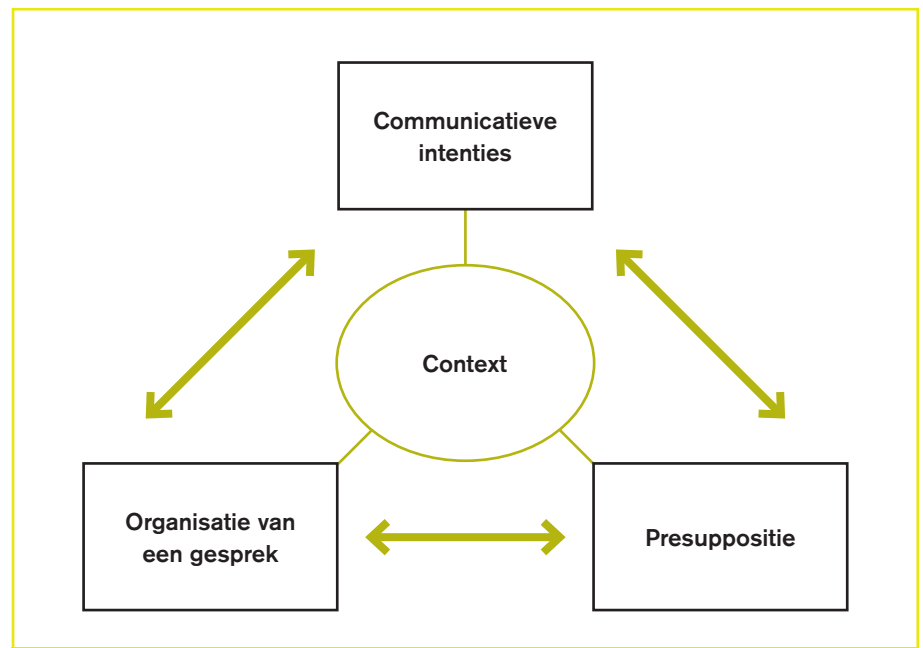 Communicatieve
intenties
Context
Organisatie van
een gesprek
Presuppositie